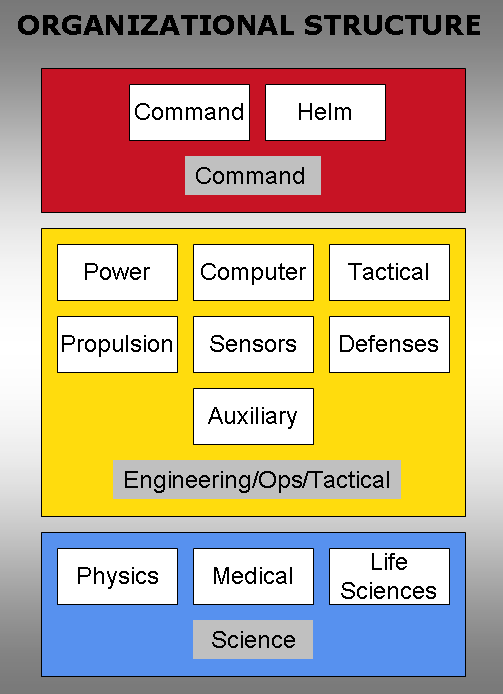 ORGANIZATIONAL STRUCTURE
Command
Helm
Command
Power
Computer
Tactical
Propulsion
Sensors
Defenses
Auxiliary
Engineering/Ops/Tactical
Physics
Medical
Life
Sciences
Science